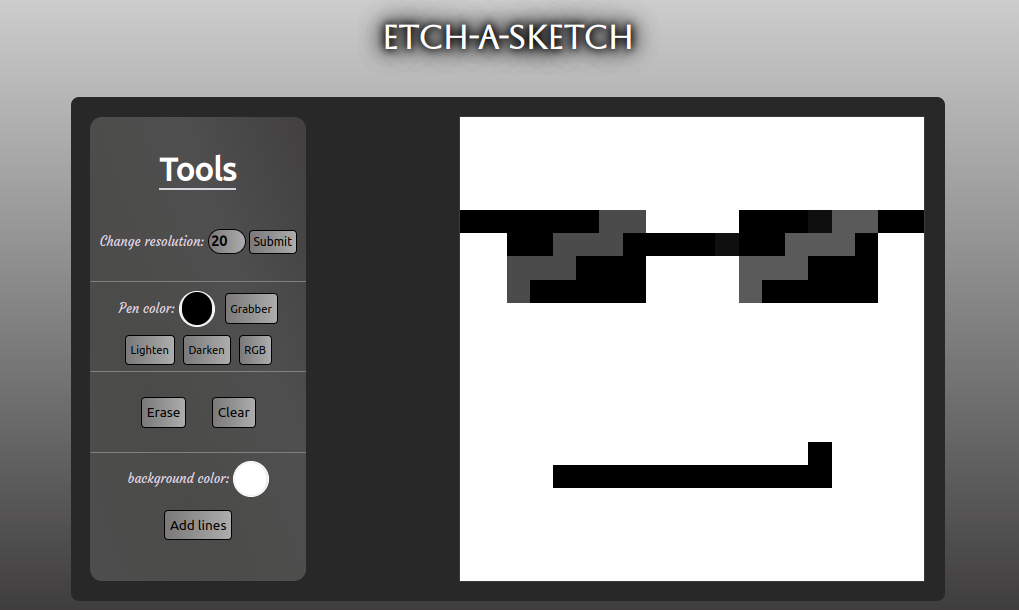 ETCH-A-SKETCH
Tools
Change resolution: 20 Submit
Pen color: Grabber
Lighten Darken RGB
Erase Clear
background color:
Add lines